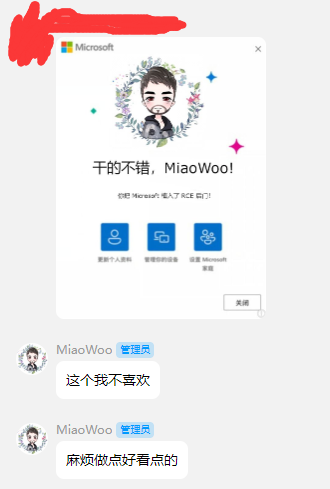 Microsoft
干的不错，MiaoWoo!
你把 Microsoft 植入了 RCE 后门!
更新个人资料
管理你的设备
设置 Microsoft
家庭
关闭
MiaoWoo 管理员
这个我不喜欢
MiaoWoo 管理员
麻烦做点好看点的